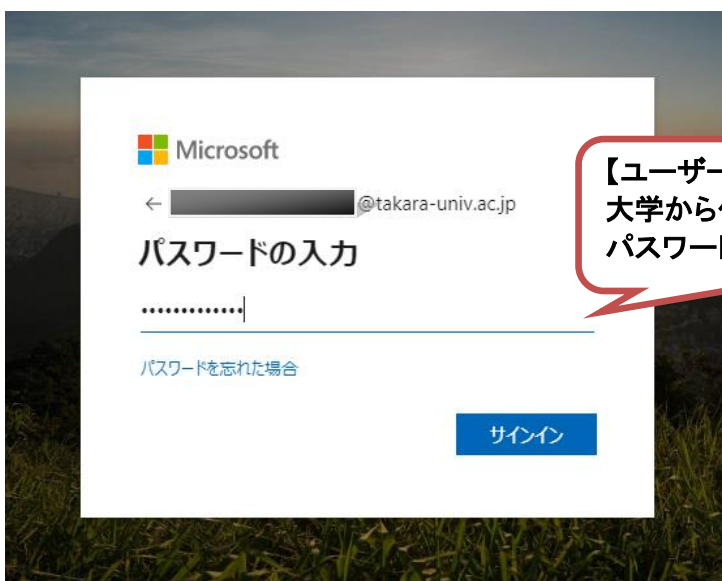 Microsoft
← @takara-univ.ac.jp
パスワードの入力
パスワードを忘れた場合
サインイン
【ユーザー
大学から
パスワー